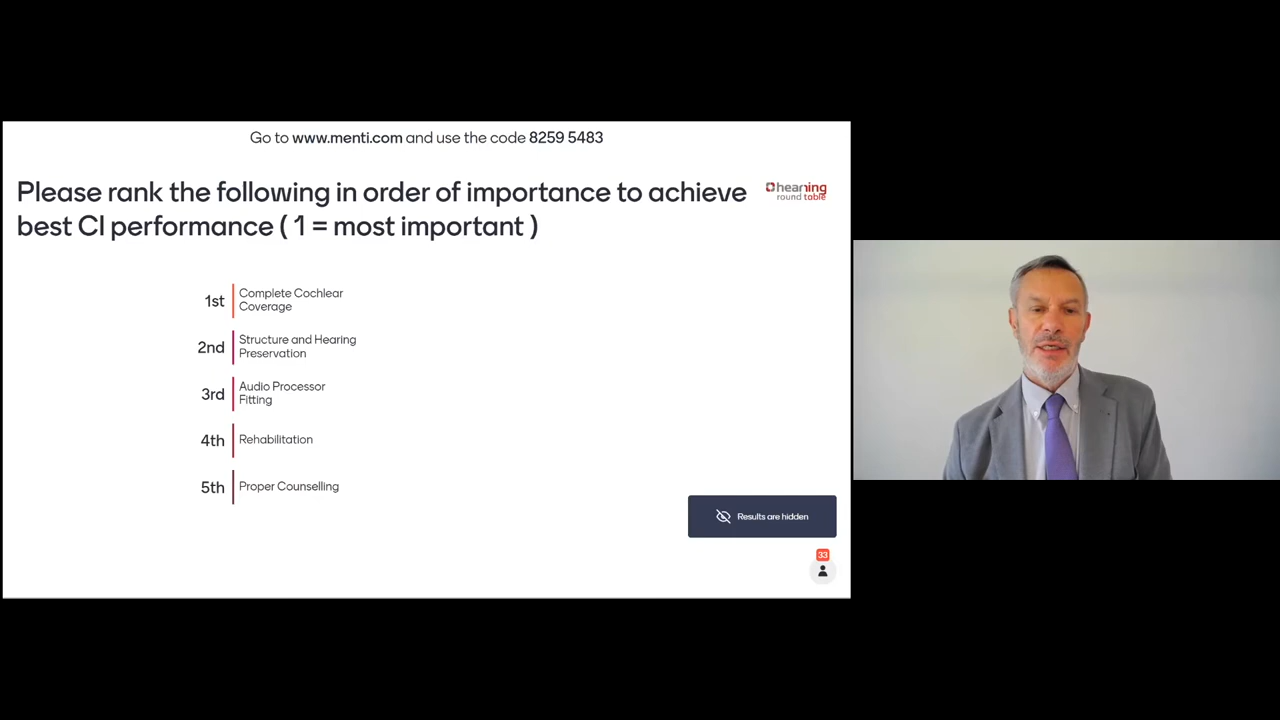 Go to www.menti.com and use the code 8259 5483
Please rank the following in order of importance to achieve
best CI performance ( 1 = most important )
hearing
round table
1st
Complete Cochlear
Coverage
2nd
Structure and Hearing
Preservation
3rd
Audio Processor
Fitting
4th
Rehabilitation
5th
Proper Counselling
Results are hidden
33